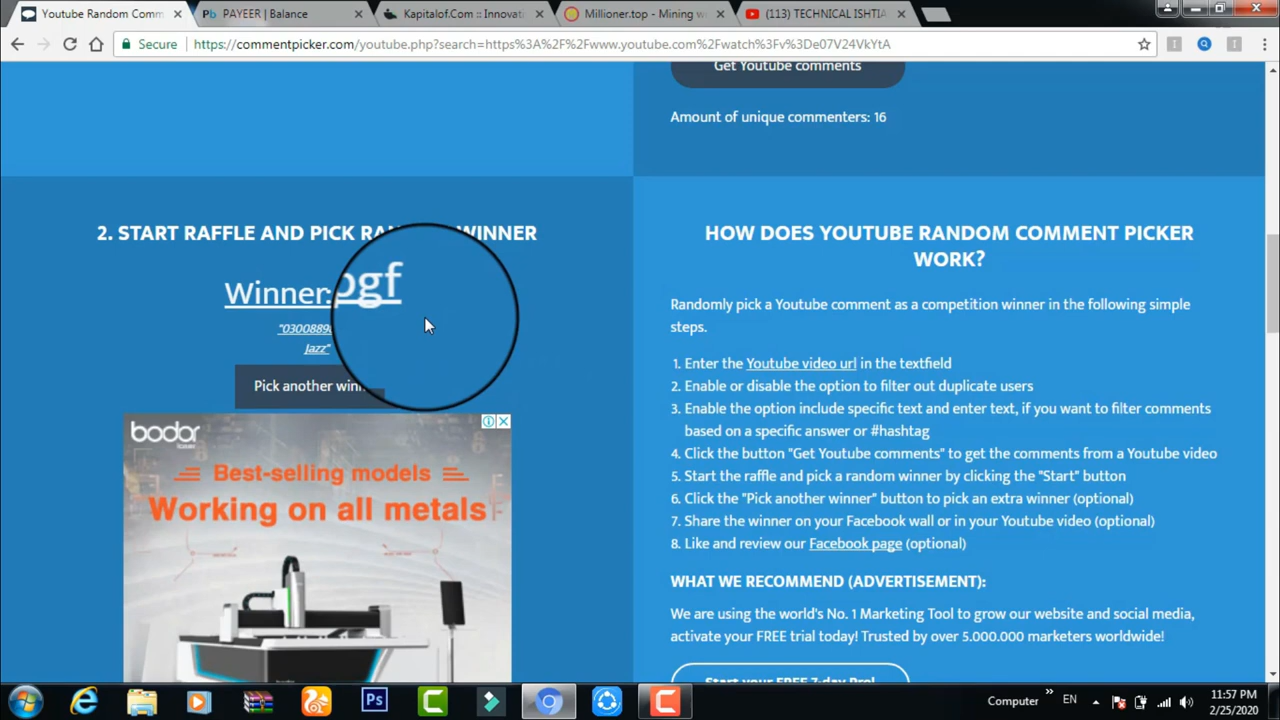 Youtube Random Comm
PAYEER | Balance
Kapitalof.Com :: Innovati
Millioner.top - Mining w
(113) TECHNICAL ISHTIA
Secure
https://commentpicker.com/youtube.php?search=https%3A%2F%2Fwww.youtube.com%2Fwatch%3Fv%3De07V24VkYtA
Get Youtube comments
Amount of unique commenters: 16
2. START RAFFLE AND PICK WINNER
Winner:
"0300889
Jazz"
Pick another
bodor
Best-selling models
Working on all metals
HOW DOES YOUTUBE RANDOM COMMENT PICKER
WORK?
Randomly pick a Youtube comment as a competition winner in the following simple
steps.
1. Enter the Youtube video url in the textfield
2. Enable or disable the option to filter out duplicate users
3. Enable the option include specific text and enter text, if you want to filter comments
based on a specific answer or #hashtag
4. Click the button "Get Youtube comments" to get the comments from a Youtube video
5. Start the raffle and pick a random winner by clicking the "Start" button
6. Click the "Pick another winner" button to pick an extra winner (optional)
7. Share the winner on your Facebook wall or in your Youtube video (optional)
8. Like and review our Facebook page (optional)
WHAT WE RECOMMEND (ADVERTISEMENT):
We are using the world's No. 1 Marketing Tool to grow our website and social media,
activate your FREE trial today! Trusted by over 5.000.000 marketers worldwide!
Start your FREE 7-day Pro!
Ps
Computer
EN
11:57 PM
2/25/2020